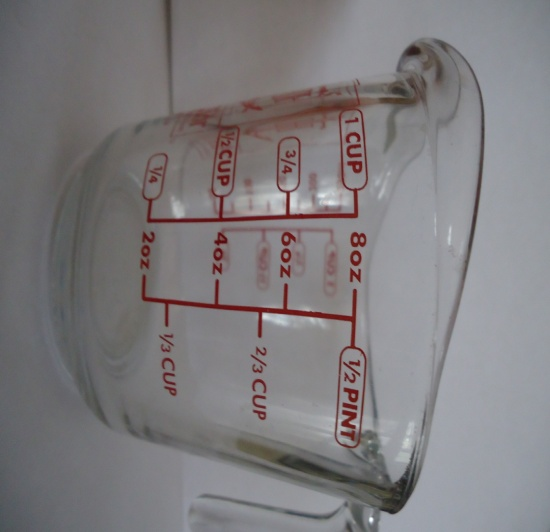 1 CUP 8oz 1/2 PINT
3/4 6oz
2/3 CUP
1/2 CUP 4oz
1/3 CUP
1/4 2oz